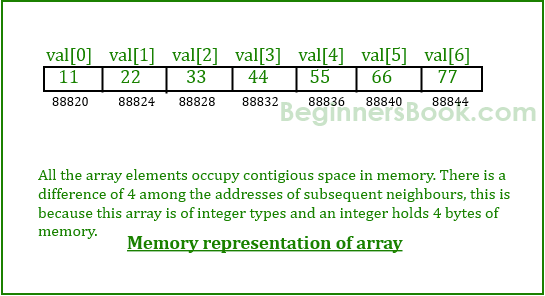 val[0] val[1] val[2] val[3] val[4] val[5] val[6]
11 22 33 44 55 66 77
88820 88824 88828 88832 88836 88840 88844
BeginnersBook.com
All the array elements occupy contigious space in memory. There is a
difference of 4 among the addresses of subsequent neighbours, this is
because this array is of integer types and an integer holds 4 bytes of
memory.
Memory representation of array